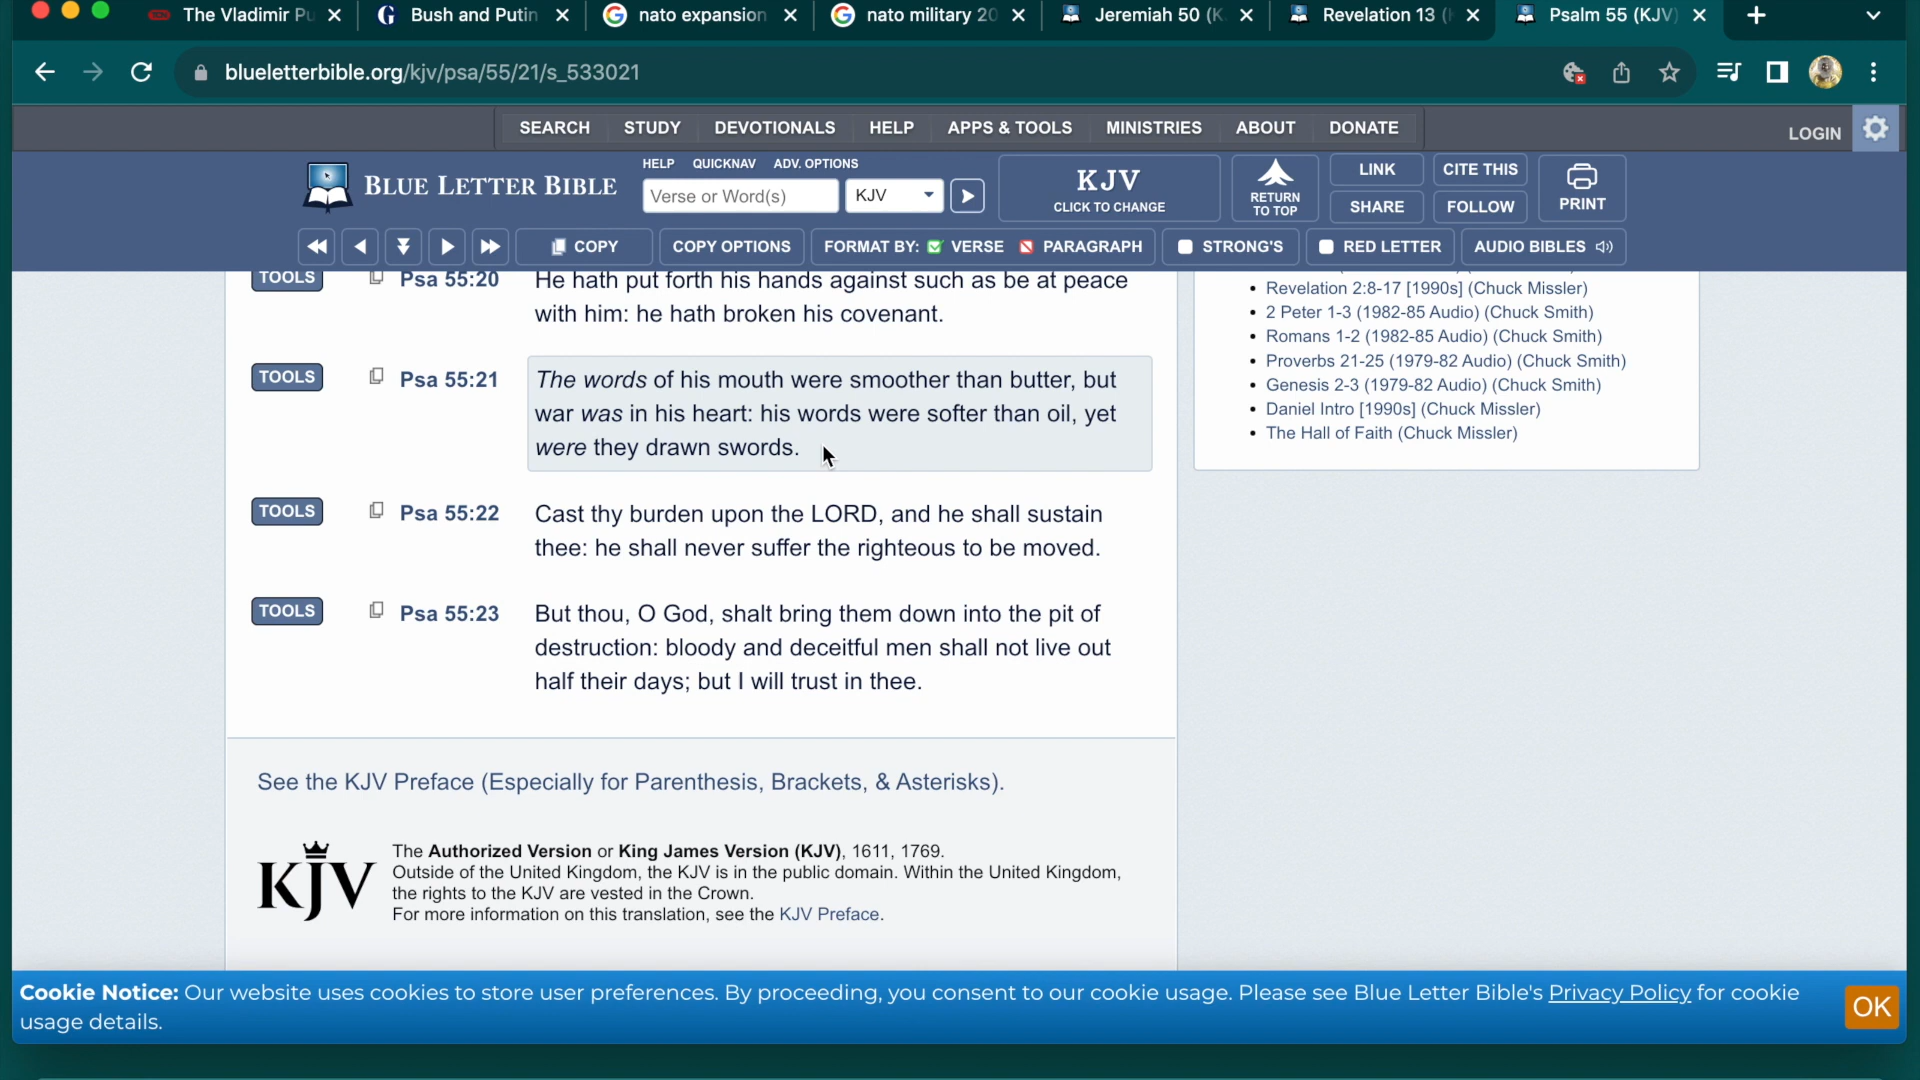 The Vladimir Pu
Bush and Putin
nato expansion
nato military 20
Jeremiah 50 (K
Revelation 13 (
Psalm 55 (KJV)
blueletterbible.org/kjv/psa/55/21/s_533021
SEARCH STUDY DEVOTIONALS HELP APPS & TOOLS MINISTRIES ABOUT DONATE
LOGIN
BLUE LETTER BIBLE
HELP QUICKNAV ADV. OPTIONS
Verse or Word(s)
KJV
KJV
CLICK TO CHANGE
RETURN
TO TOP
LINK
CITE THIS
SHARE
FOLLOW
PRINT
COPY
COPY OPTIONS
FORMAT BY: VERSE PARAGRAPH
STRONG'S
RED LETTER
AUDIO BIBLES
TOOLS
Psa 55:20
He hath put forth his hands against such as be at peace
with him: he hath broken his covenant.
TOOLS
Psa 55:21
The words of his mouth were smoother than butter, but
war was in his heart: his words were softer than oil, yet
were they drawn swords.
TOOLS
Psa 55:22
Cast thy burden upon the LORD, and he shall sustain
thee: he shall never suffer the righteous to be moved.
TOOLS
Psa 55:23
But thou, O God, shalt bring them down into the pit of
destruction: bloody and deceitful men shall not live out
half their days; but I will trust in thee.
Revelation 2:8-17 [1990s] (Chuck Missler)
2 Peter 1-3 (1982-85 Audio) (Chuck Smith)
Romans 1-2 (1982-85 Audio) (Chuck Smith)
Proverbs 21-25 (1979-82 Audio) (Chuck Smith)
Genesis 2-3 (1979-82 Audio) (Chuck Smith)
Daniel Intro [1990s] (Chuck Missler)
The Hall of Faith (Chuck Missler)
See the KJV Preface (Especially for Parenthesis, Brackets, & Asterisks).
KJV
The Authorized Version or King James Version (KJV), 1611, 1769.
Outside of the United Kingdom, the KJV is in the public domain. Within the United Kingdom,
the rights to the KJV are vested in the Crown.
For more information on this translation, see the KJV Preface.
Cookie Notice: Our website uses cookies to store user preferences. By proceeding, you consent to our cookie usage. Please see Blue Letter Bible's Privacy Policy for cookie
usage details.
OK